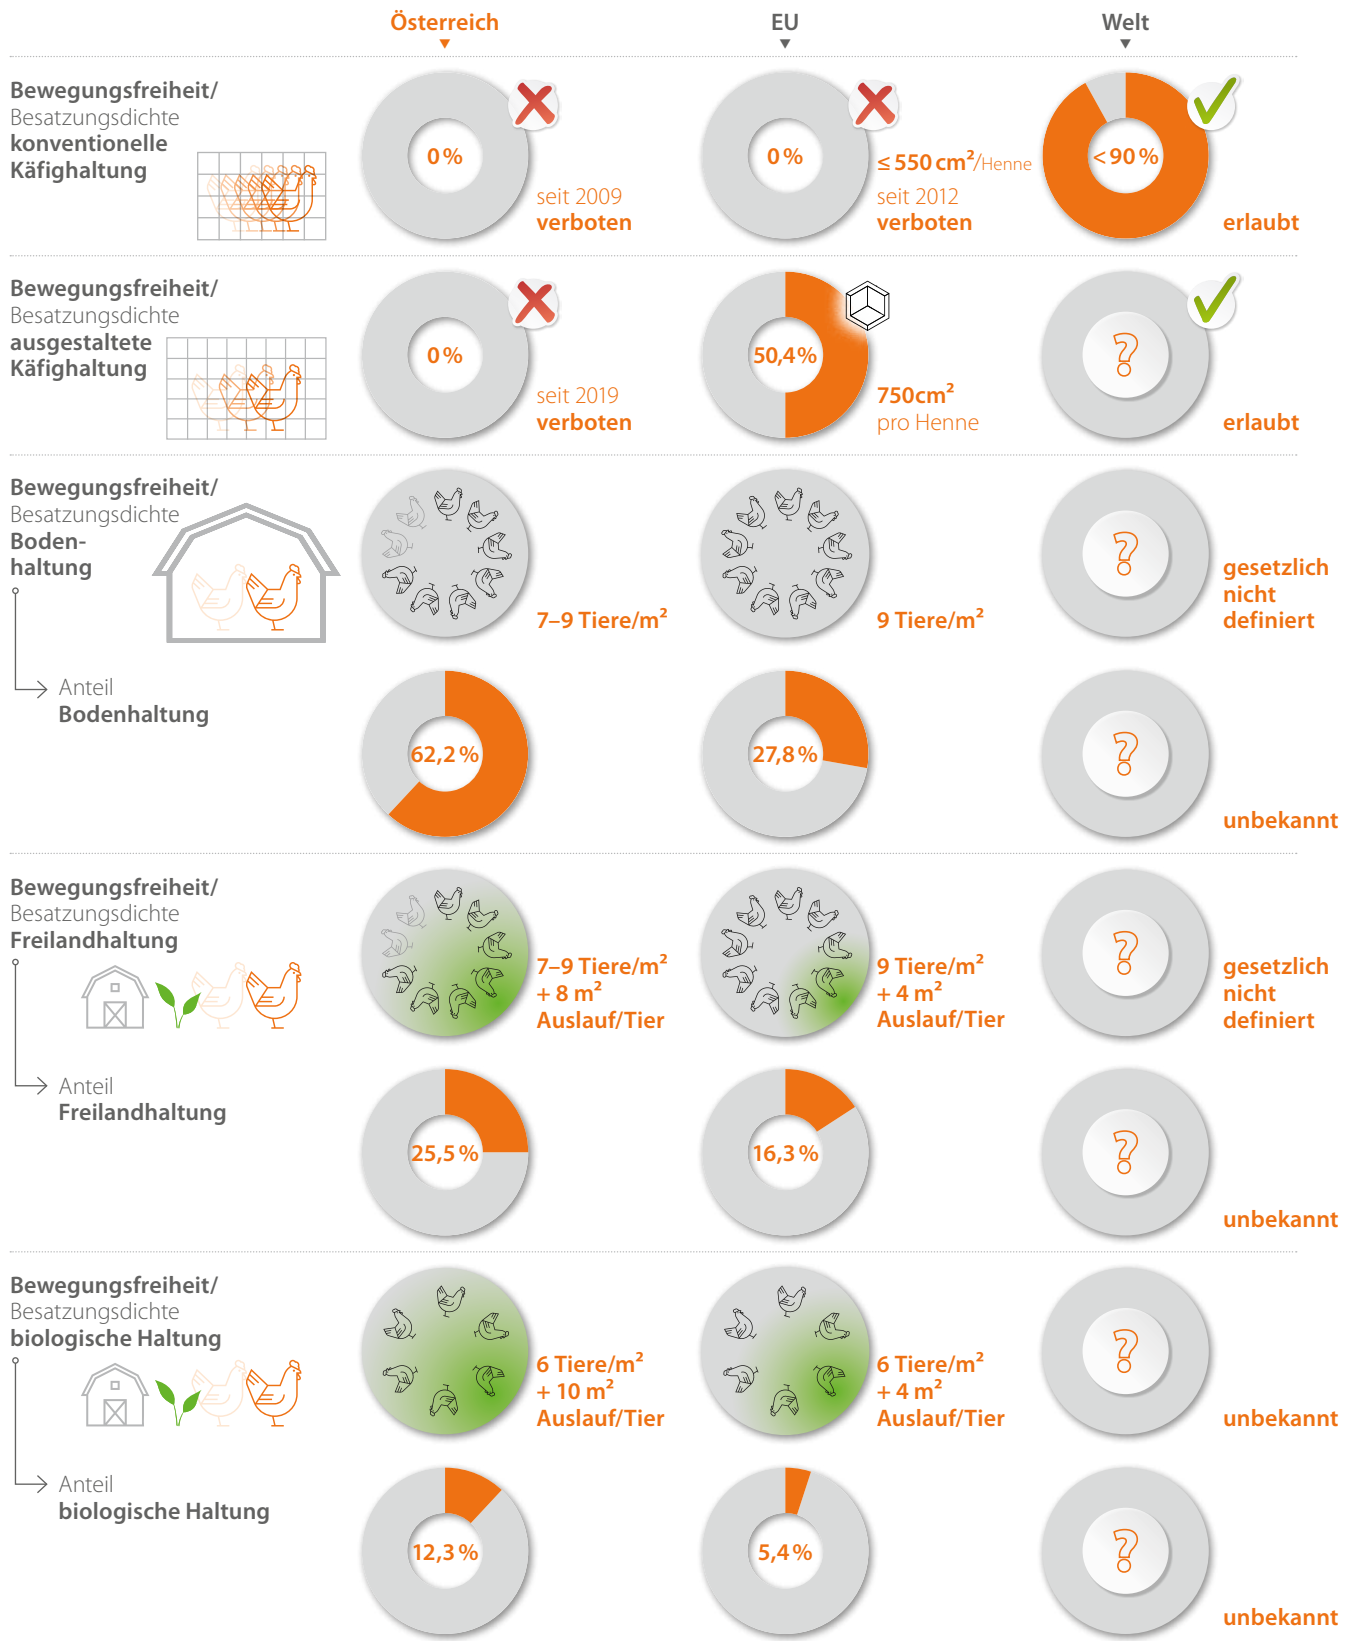 Österreich
EU
Welt
Bewegungsfreiheit/
Besatzungsdichte
konventionelle
Käfighaltung
0 %
seit 2009
verboten
0 %
≤ 550 cm²/Henne
seit 2012
verboten
< 90 %
erlaubt
Bewegungsfreiheit/
Besatzungsdichte
ausgestaltete
Käfighaltung
0 %
seit 2019
verboten
50,4 %
750cm²
pro Henne
?
erlaubt
Bewegungsfreiheit/
Besatzungsdichte
Boden-
haltung
7–9 Tiere/m²
9 Tiere/m²
?
gesetzlich
nicht
definiert
Anteil
Bodenhaltung
62,2 %
27,8 %
?
unbekannt
Bewegungsfreiheit/
Besatzungsdichte
Freilandhaltung
7–9 Tiere/m²
+ 8 m²
Auslauf/Tier
9 Tiere/m²
+ 4 m²
Auslauf/Tier
?
gesetzlich
nicht
definiert
Anteil
Freilandhaltung
25,5 %
16,3 %
?
unbekannt
Bewegungsfreiheit/
Besatzungsdichte
biologische Haltung
6 Tiere/m²
+ 10 m²
Auslauf/Tier
6 Tiere/m²
+ 4 m²
Auslauf/Tier
?
unbekannt
Anteil
biologische Haltung
12,3 %
5,4 %
?
unbekannt